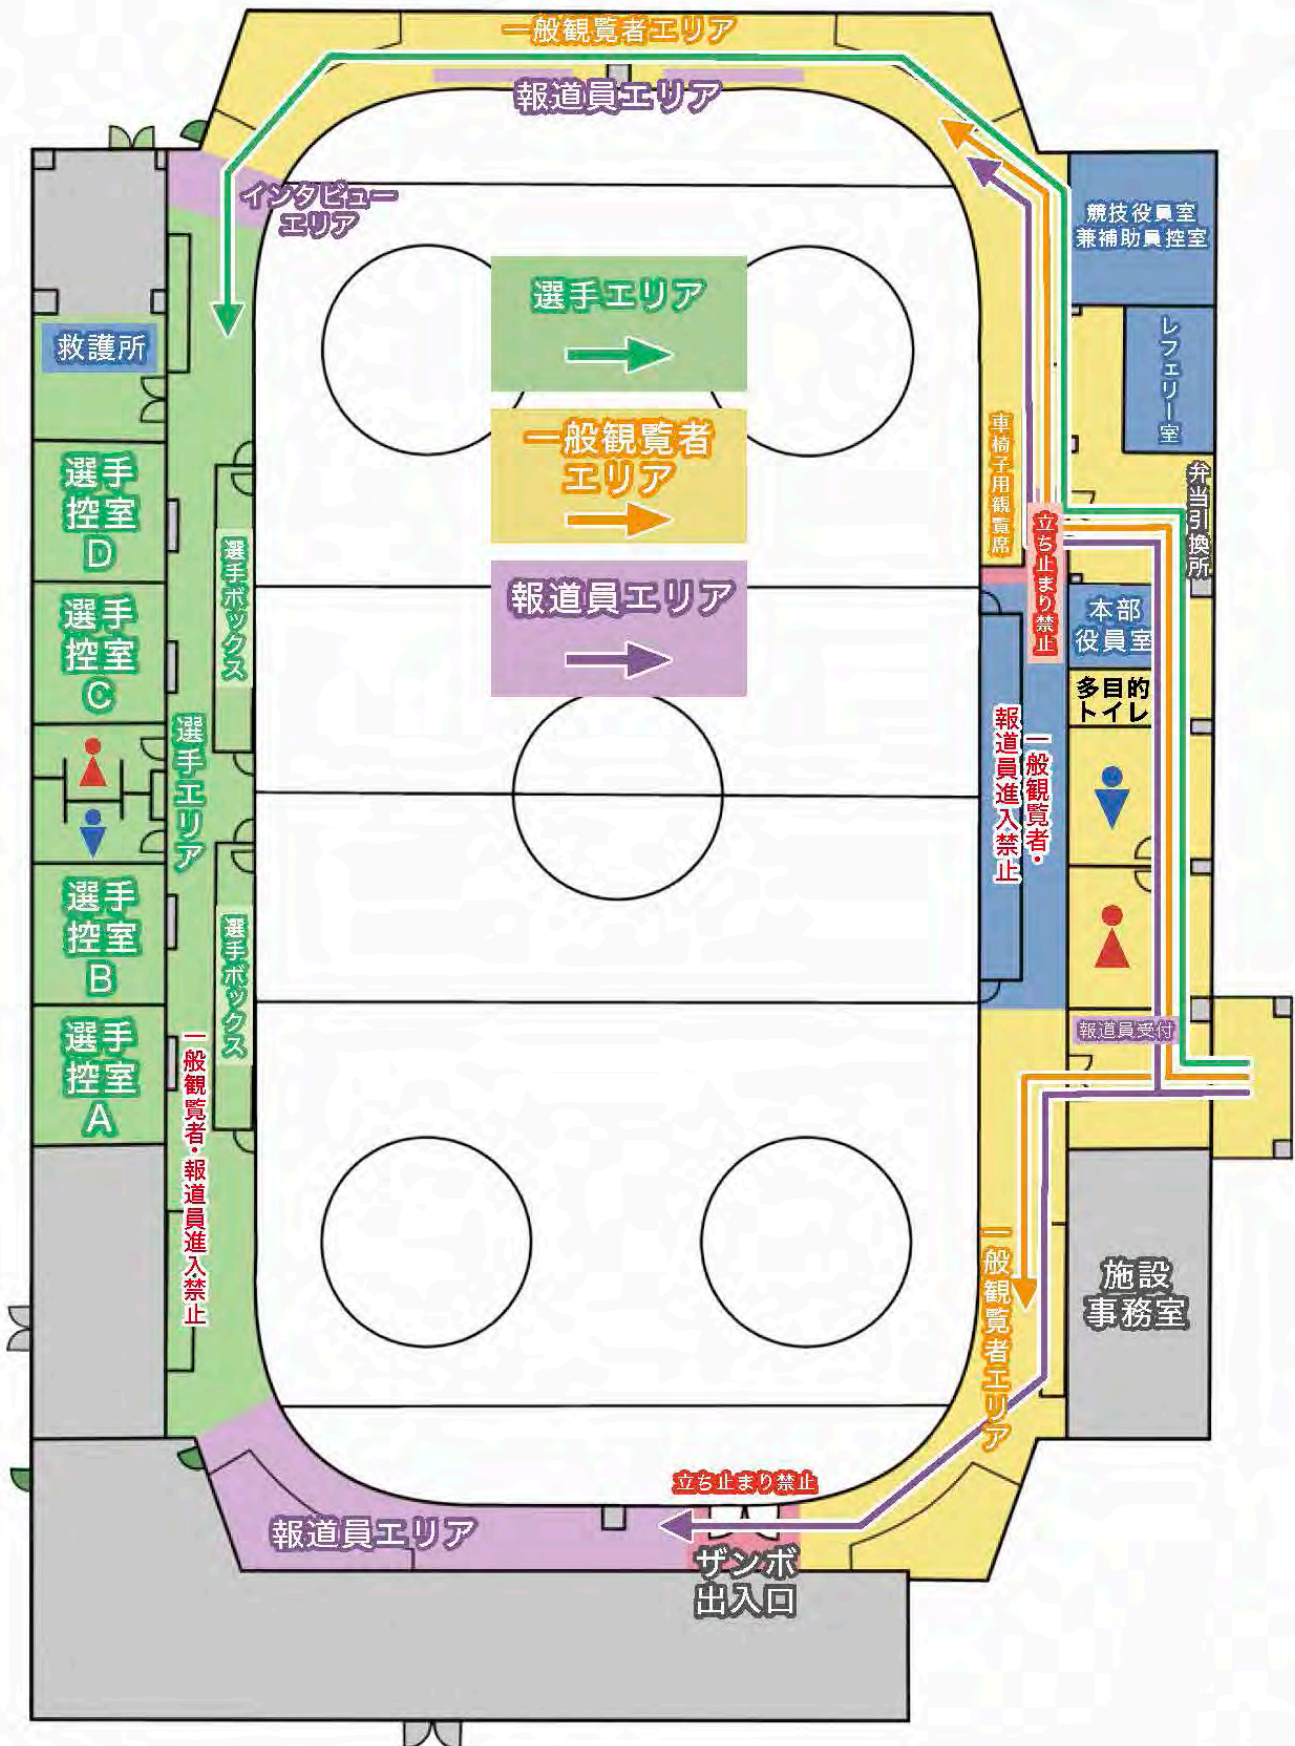 一般観覧者エリア
報道員エリア
インタビュー
エリア
競技役員室
兼補助員控室
選手エリア
救護所
レフェリー室
一般観覧者
エリア
車椅子用観覧席
選手
控室
D
弁当引換所
立ち止まり禁止
選手ボックス
報道員エリア
選手
控室
C
本部
役員室
多目的
トイレ
選手エリア
一般観覧者・
報道員進入禁止
選手
控室
B
選手ボックス
選手
控室
A
報道員受付
一般観覧者・報道員進入禁止
一般観覧者エリア
施設
事務室
立ち止まり禁止
報道員エリア
ザンボ
出入口